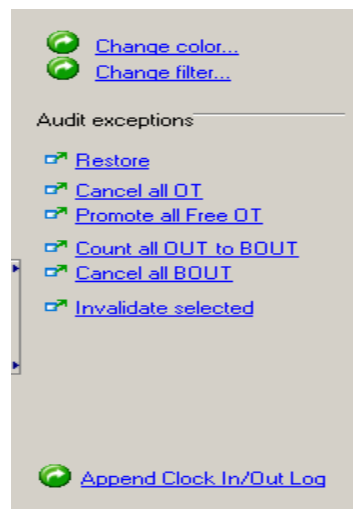 Change color...
Change filter...
Audit exceptions
Restore
Cancel all OT
Promote all Free OT
Count all OUT to BOUT
Cancel all BOUT
Invalidate selected
Append Clock In/Out Log